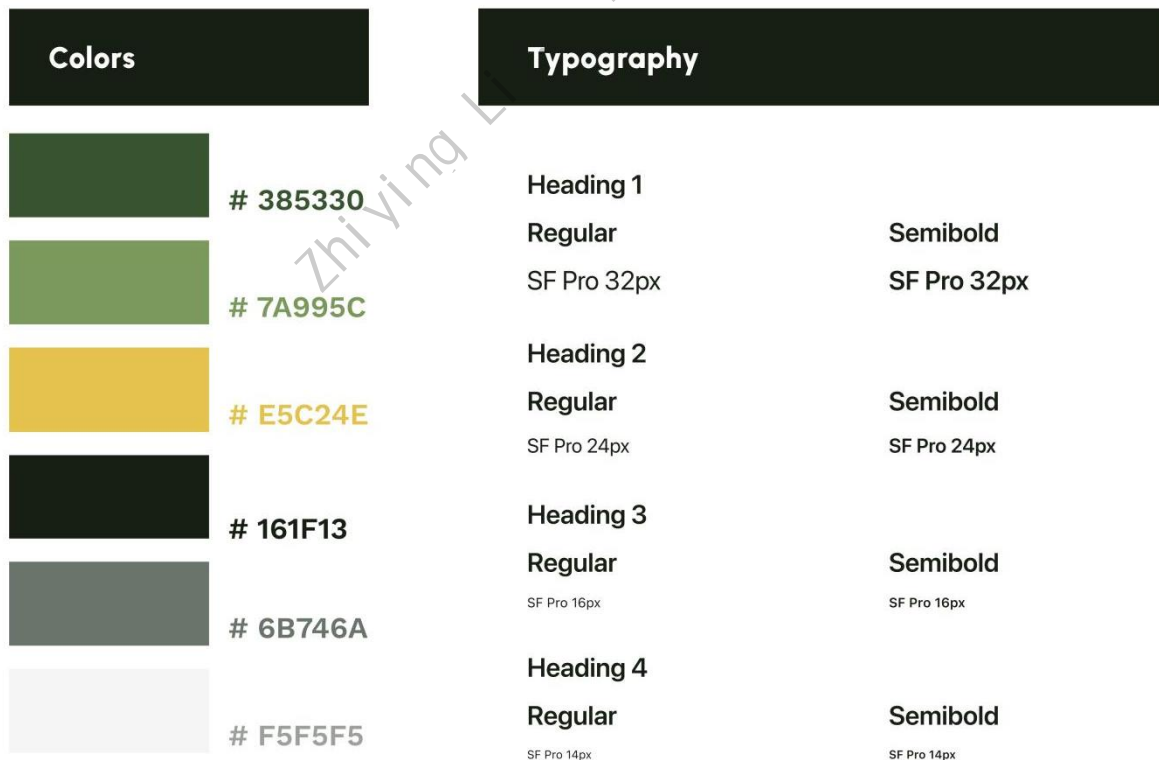 Colors
# 385330
# 7A995C
# E5C24E
# 161F13
# 6B746A
# F5F5F5
Zhiying Li
Typography
Heading 1
Regular Semibold
SF Pro 32px SF Pro 32px
Heading 2
Regular Semibold
SF Pro 24px SF Pro 24px
Heading 3
Regular Semibold
SF Pro 16px SF Pro 16px
Heading 4
Regular Semibold
SF Pro 14px SF Pro 14px